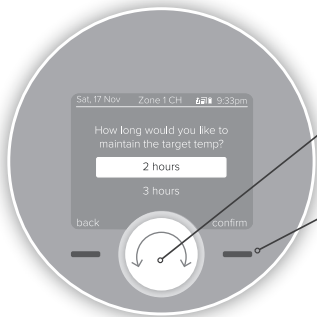 Sat, 17 Nov Zone 1 CH 9:33pm
How long would you like to
maintain the target temp?
2 hours
3 hours
back confirm